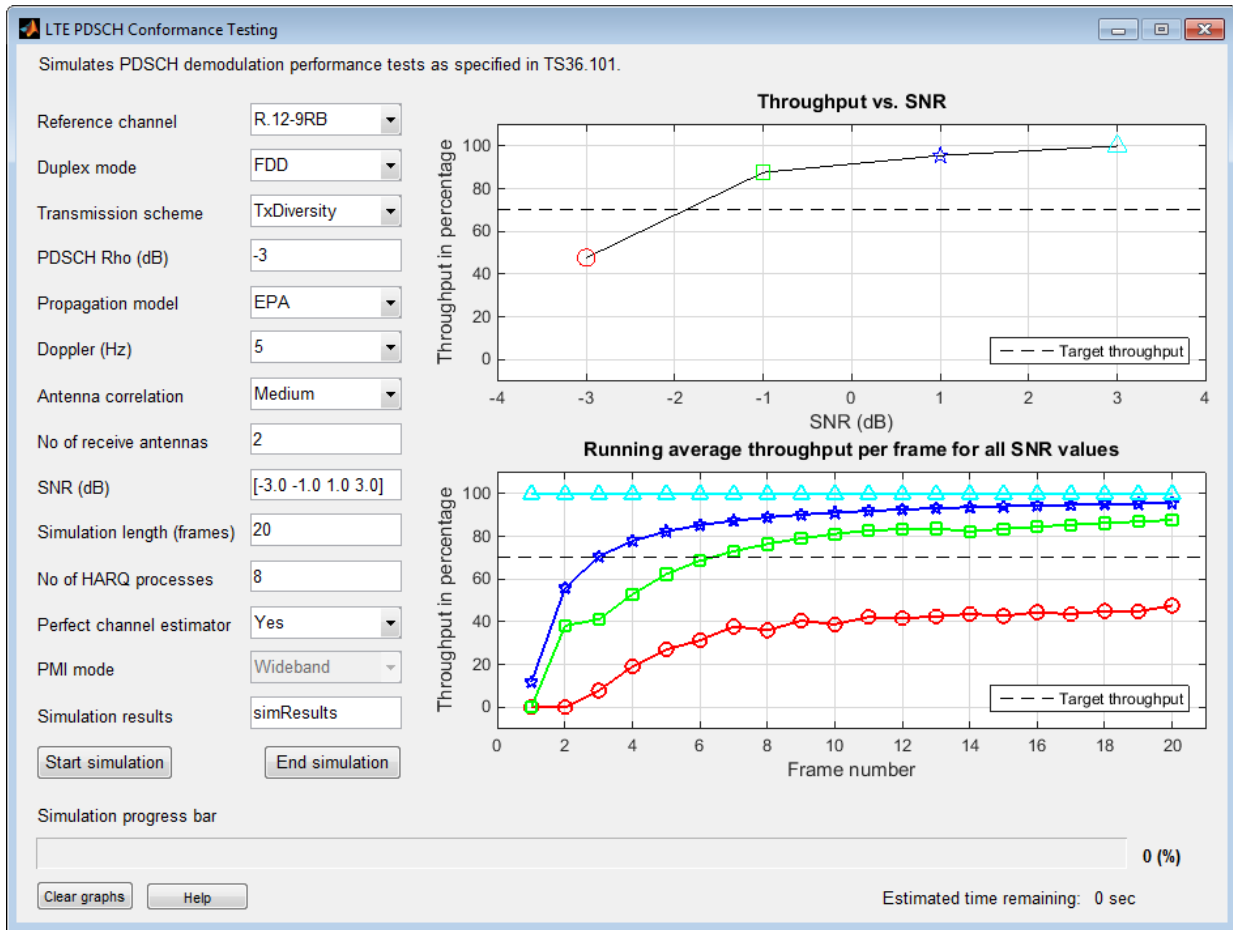 LTE PDSCH Conformance Testing
Simulates PDSCH demodulation performance tests as specified in TS36.101.
Reference channel R.12-9RB
Duplex mode FDD
Transmission scheme TxDiversity
PDSCH Rho (dB) -3
Propagation model EPA
Doppler (Hz) 5
Antenna correlation Medium
No of receive antennas 2
SNR (dB) [-3.0 -1.0 1.0 3.0]
Simulation length (frames) 20
No of HARQ processes 8
Perfect channel estimator Yes
PMI mode Wideband
Simulation results simResults
Start simulation End simulation
Throughput vs. SNR
Throughput in percentage
100
80
60
40
20
0
Target throughput
-4 -3 -2 -1 0 1 2 3 4
SNR (dB)
Running average throughput per frame for all SNR values
Throughput in percentage
100
80
60
40
20
0
Target throughput
0 2 4 6 8 10 12 14 16 18 20
Frame number
Simulation progress bar
0 (%)
Clear graphs Help
Estimated time remaining: 0 sec